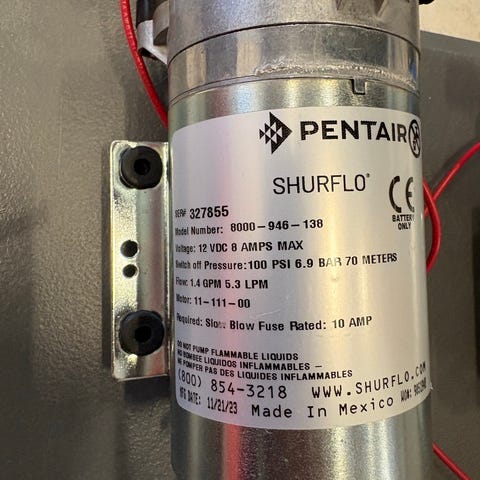 PENTAIR
SHURFLO®
SER# 327855
CE
Model Number: 8000-946-138
BATTERY
ONLY
Voltage: 12 VDC 8 AMPS MAX
Switch off Pressure:100 PSI 6.9 BAR 70 METERS
Flow: 1.4 GPM 5.3 LPM
Motor: 11-111-00
Required: Slow Blow Fuse Rated: 10 AMP
DO NOT PUMP FLAMMABLE LIQUIDS
NO BOMBEE LIQUIDOS INFLAMMABLES –
NE POMPER PAS DES LIQUIDES INFLAMMABLES
(800) 854-3218 WWW.SHURFLO.COM
MFG DATE: 11/21/23 Made In Mexico WON: